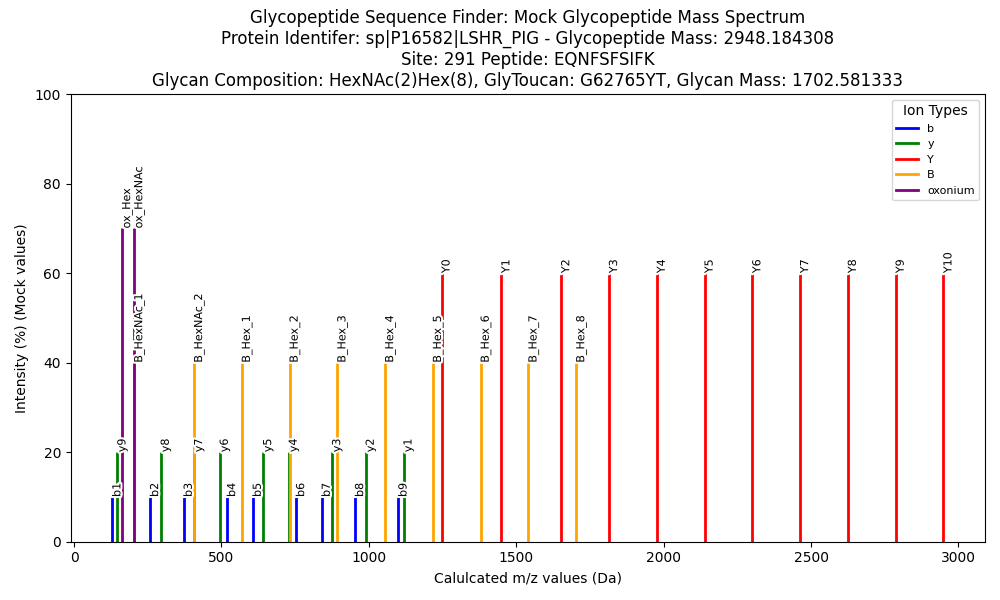 Glycopeptide Sequence Finder: Mock Glycopeptide Mass Spectrum
Protein Identifer: sp|P16582|LSHR_PIG - Glycopeptide Mass: 2948.184308
Site: 291 Peptide: EQNFSFSIFK
Glycan Composition: HexNAc(2)Hex(8), GlyToucan: G62765YT, Glycan Mass: 1702.581333
Intensity (%) (Mock values)
100
80
60
40
20
0
Ion Types
b
y
Y
B
oxonium
ox_Hex
ox_HexNAc
Y0
Y1
Y2
Y3
Y4
Y5
Y6
Y7
Y8
Y9
Y10
B_HexNAc_1
B_HexNAc_2
B_Hex_1
B_Hex_2
B_Hex_3
B_Hex_4
B_Hex_5
B_Hex_6
B_Hex_7
B_Hex_8
y9
y8
y7
y6
y5
y4
y3
y2
y1
b1
b2
b3
b4
b5
b6
b7
b8
b9
0
500
1000
1500
2000
2500
3000
Calulcated m/z values (Da)